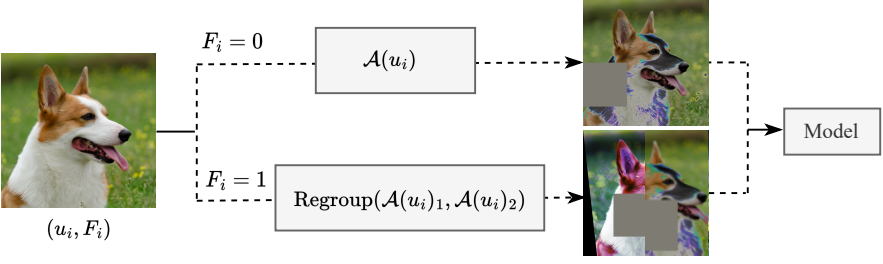 F_i = 0
A(u_i)
F_i = 1
Regroup(A(u_i)_1, A(u_i)_2)
Model
(u_i, F_i)